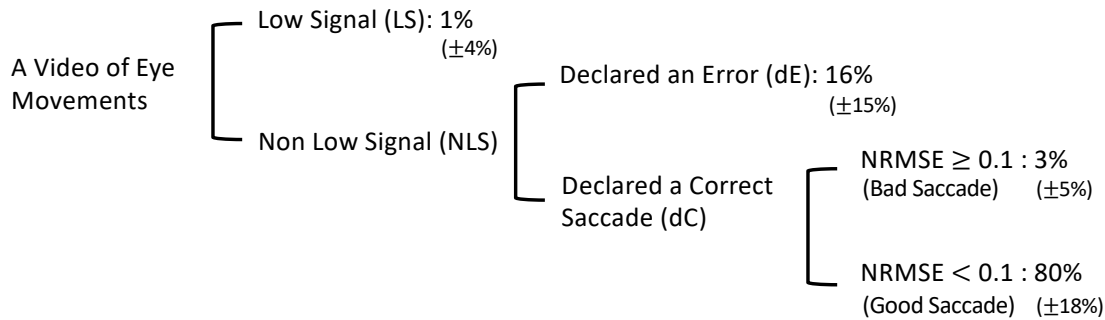 Low Signal (LS): 1%
(±4%)
A Video of Eye
Movements
Non Low Signal (NLS)
Declared an Error (dE): 16%
(±15%)
Declared a Correct
Saccade (dC)
NRMSE ≥ 0.1 : 3%
(Bad Saccade) (±5%)
NRMSE < 0.1 : 80%
(Good Saccade) (±18%)